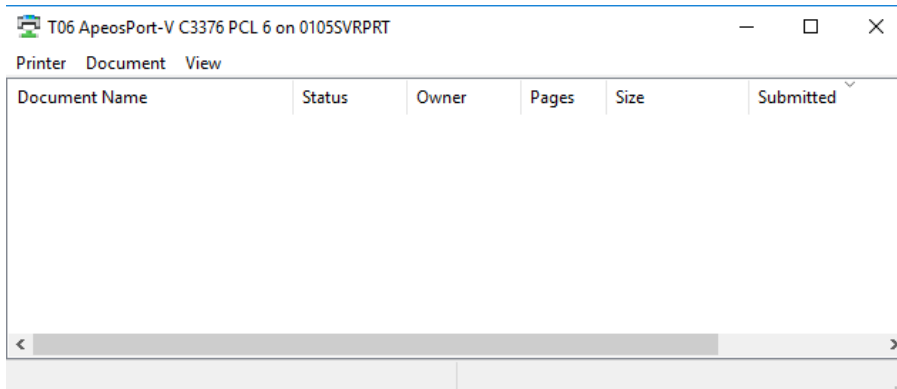 T06 ApeosPort-V C3376 PCL 6 on 0105SVRPRT
Printer Document View
Document Name Status Owner Pages Size Submitted